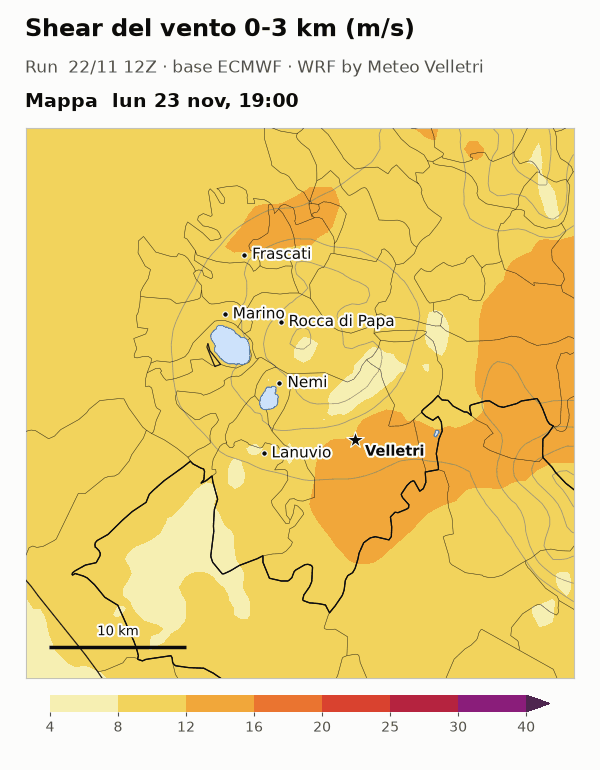 Shear del vento 0-3 km (m/s)
Run  22/11 12Z · base ECMWF · WRF by Meteo Velletri
Mappa  lun 23 nov, 19:00
Frascati
Marino
Rocca di Papa
Nemi
Velletri
Lanuvio
10 km
4 8 12 16 20 25 30 40